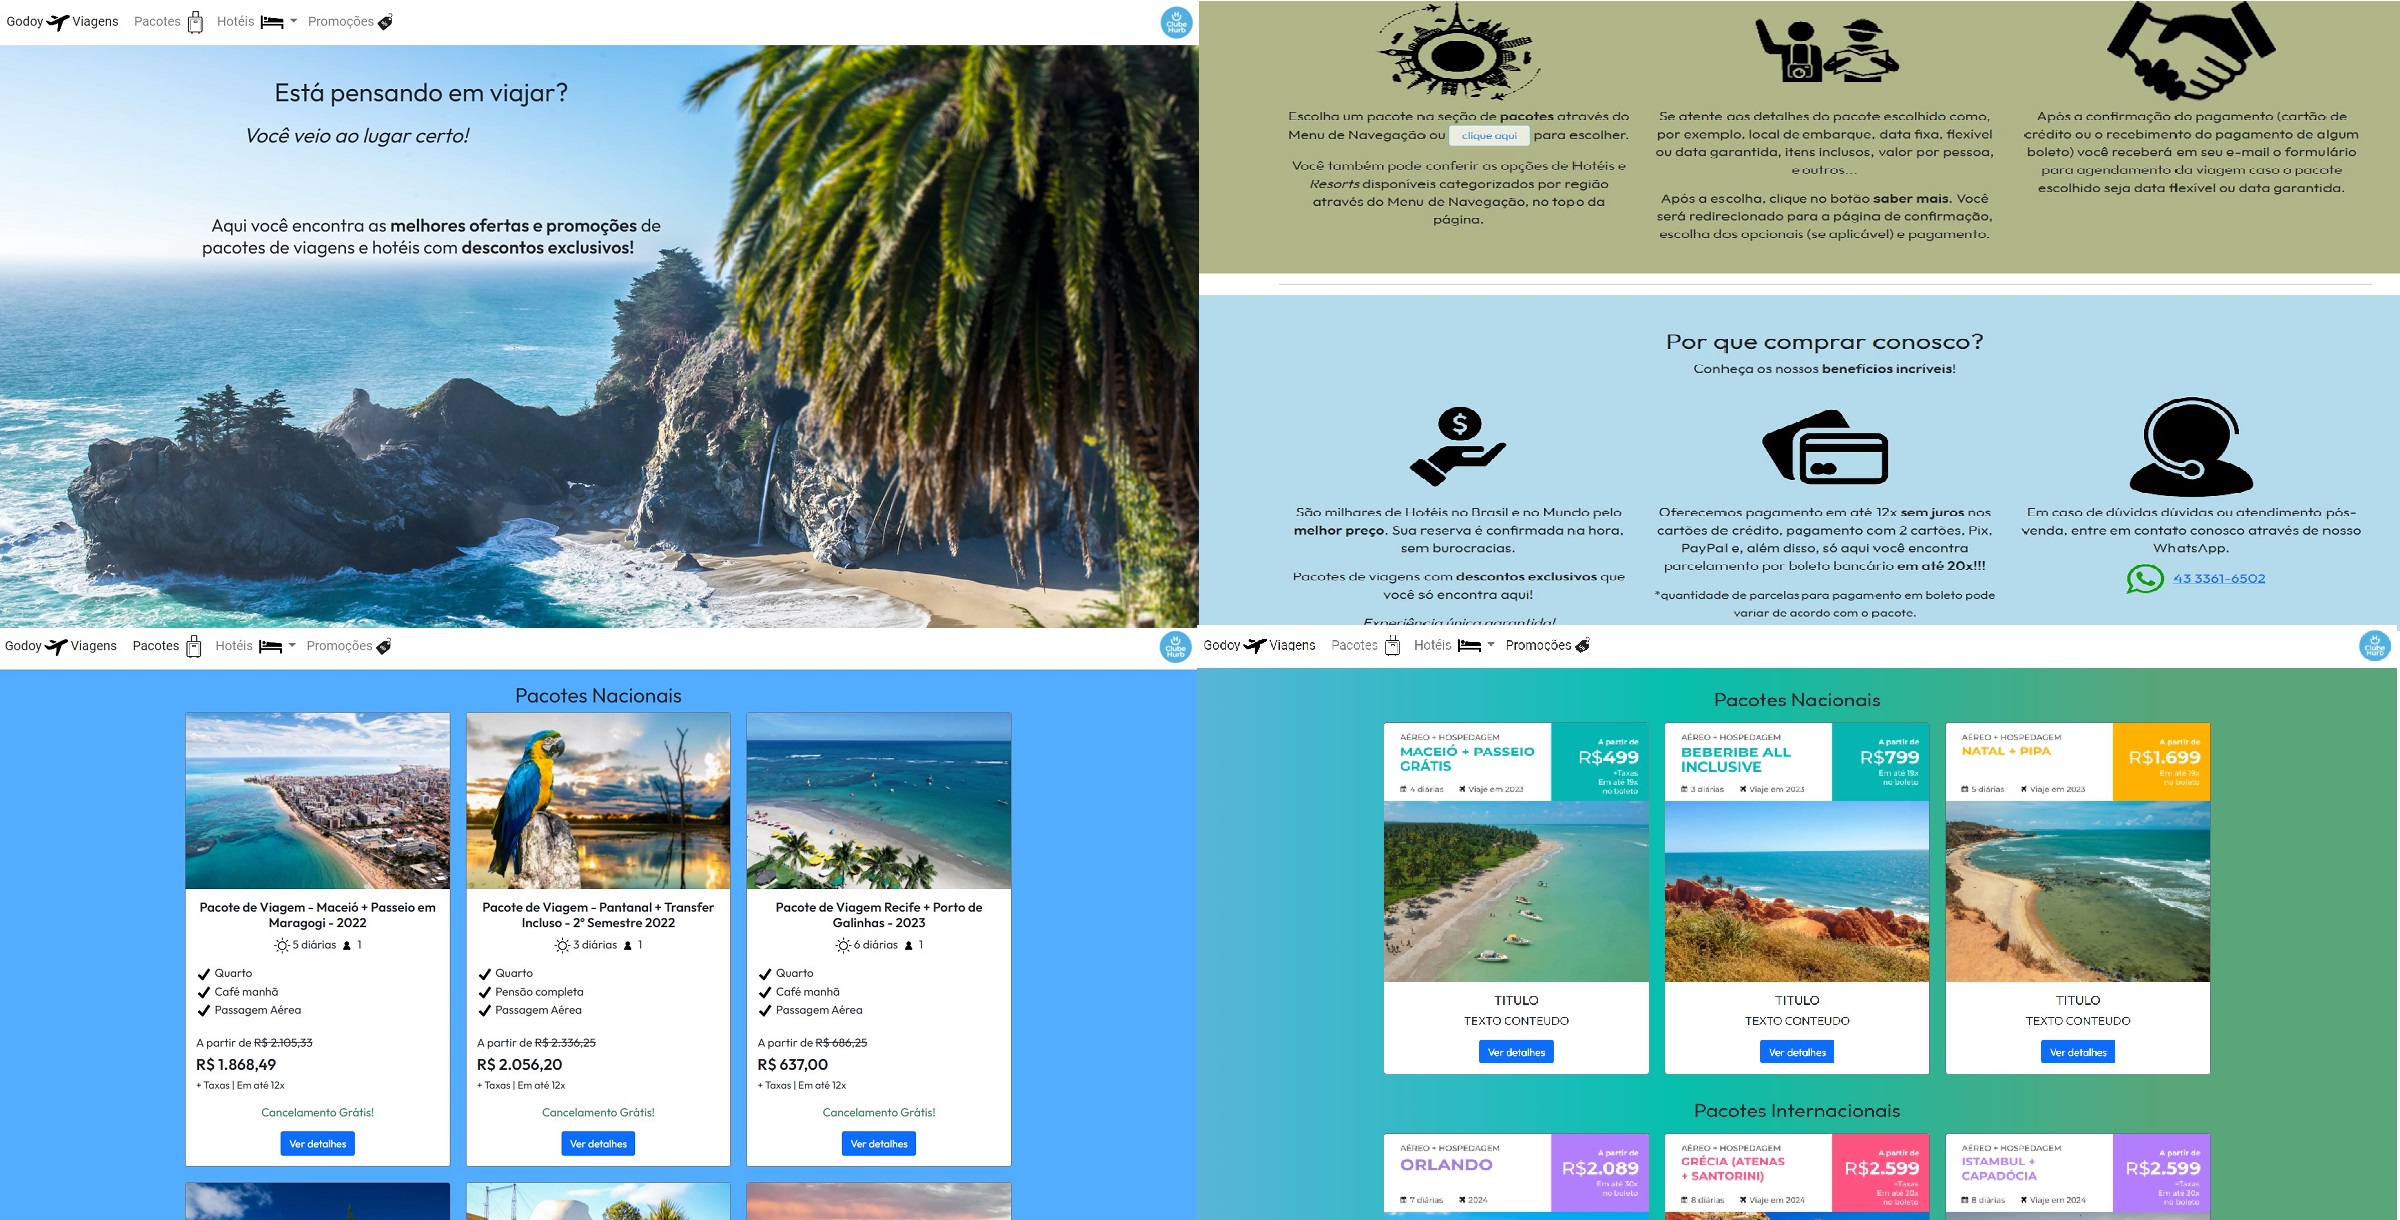 Godoy Viagens Pacotes Hotéis Promoções
Clube Hurb
Está pensando em viajar?
Você veio ao lugar certo!
Aqui você encontra as melhores ofertas e promoções de
pacotes de viagens e hotéis com descontos exclusivos!
Escolha um pacote na seção de pacotes através do
Menu de Navegação ou clique aqui para escolher.
Você também pode conferir as opções de Hotéis e
Resorts disponíveis categorizados por região
através do Menu de Navegação, no topo da
página.
Se atente aos detalhes do pacote escolhido como,
por exemplo, local de embarque, data fixa, flexível
ou data garantida, itens inclusos, valor por pessoa,
e outros...
Após a escolha, clique no botão saber mais. Você
será redirecionado para a página de confirmação,
escolha dos opcionais (se aplicável) e pagamento.
Após a confirmação do pagamento (cartão de
crédito ou o recebimento do pagamento de algum
boleto) você receberá em seu e-mail o formulário
para agendamento da viagem caso o pacote
escolhido seja data flexível ou data garantida.
Por que comprar conosco?
Conheça os nossos benefícios incríveis!
$
São milhares de Hotéis no Brasil e no Mundo pelo
melhor preço. Sua reserva é confirmada na hora,
sem burocracias.
Pacotes de viagens com descontos exclusivos que
você só encontra aqui!
Experiência única garantida!
Oferecemos pagamento em até 12x sem juros nos
cartões de crédito, pagamento com 2 cartões, Pix,
PayPal e, além disso, só aqui você encontra
parcelamento por boleto bancário em até 20x!!!
*quantidade de parcelas para pagamento em boleto pode
variar de acordo com o pacote.
Em caso de dúvidas dúvidas ou atendimento pós-
venda, entre em contato conosco através de nosso
WhatsApp.
43 3361-6502
Godoy Viagens Pacotes Hotéis Promoções
Clube Hurb
Pacotes Nacionais
Pacote de Viagem - Maceió + Passeio em
Maragogi - 2022
5 diárias 1
Quarto
Café manhã
Passagem Aérea
A partir de R$ 2.105,33
R$ 1.868,49
+ Taxas | Em até 12x
Cancelamento Grátis!
Ver detalhes
Pacote de Viagem - Pantanal + Transfer
Incluso - 2º Semestre 2022
3 diárias 1
Quarto
Pensão completa
Passagem Aérea
A partir de R$ 2.336,25
R$ 2.056,20
+ Taxas | Em até 12x
Cancelamento Grátis!
Ver detalhes
Pacote de Viagem Recife + Porto de
Galinhas - 2023
6 diárias 1
Quarto
Café manhã
Passagem Aérea
A partir de R$ 686,25
R$ 637,00
+ Taxas | Em até 12x
Cancelamento Grátis!
Ver detalhes
Godoy Viagens Pacotes Hotéis Promoções
Clube Hurb
Pacotes Nacionais
AÉREO + HOSPEDAGEM
MACEIÓ + PASSEIO
GRÁTIS
4 diárias Viaje em 2023
A partir de
R$499
+Taxas
Em até 19x
no boleto
TITULO
TEXTO CONTEUDO
Ver detalhes
AÉREO + HOSPEDAGEM
BEBERIBE ALL
INCLUSIVE
3 diárias Viaje em 2023
A partir de
R$799
Em até 19x
no boleto
TITULO
TEXTO CONTEUDO
Ver detalhes
AÉREO + HOSPEDAGEM
NATAL + PIPA
5 diárias Viaje em 2023
A partir de
R$1.699
Em até 19x
no boleto
TITULO
TEXTO CONTEUDO
Ver detalhes
Pacotes Internacionais
AÉREO + HOSPEDAGEM
ORLANDO
7 diárias 2024
A partir de
R$2.089
Em até 30x
no boleto
AÉREO + HOSPEDAGEM
GRÉCIA (ATENAS
+ SANTORINI)
8 diárias Viaje em 2024
A partir de
R$2.599
+Taxas
Em até 20x
no boleto
AÉREO + HOSPEDAGEM
ISTAMBUL +
CAPADÓCIA
8 diárias Viaje em 2024
A partir de
R$2.599
+Taxas
Em até 30x
no boleto